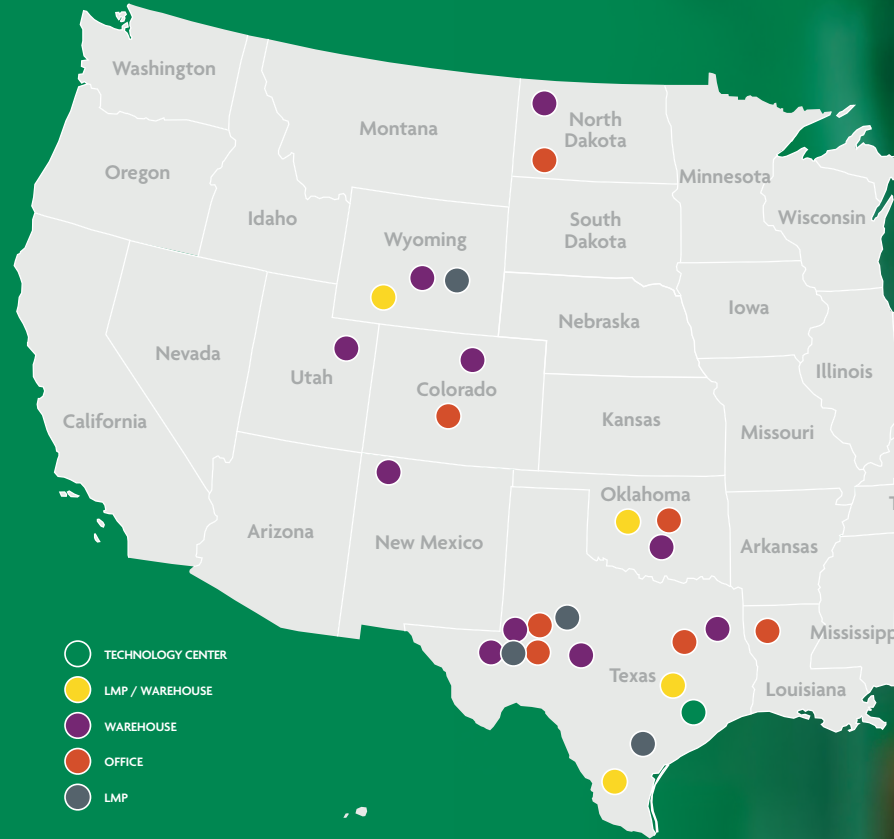 Washington
Montana
North
Dakota
Minnesota
Oregon
Idaho
Wisconsin
South
Dakota
Wyoming
Iowa
Nebraska
Nevada
Utah
Colorado
Illinois
California
Kansas
Missouri
Oklahoma
Arizona
New Mexico
Arkansas
Mississipp
Texas
Louisiana
TECHNOLOGY CENTER
LMP / WAREHOUSE
WAREHOUSE
OFFICE
LMP